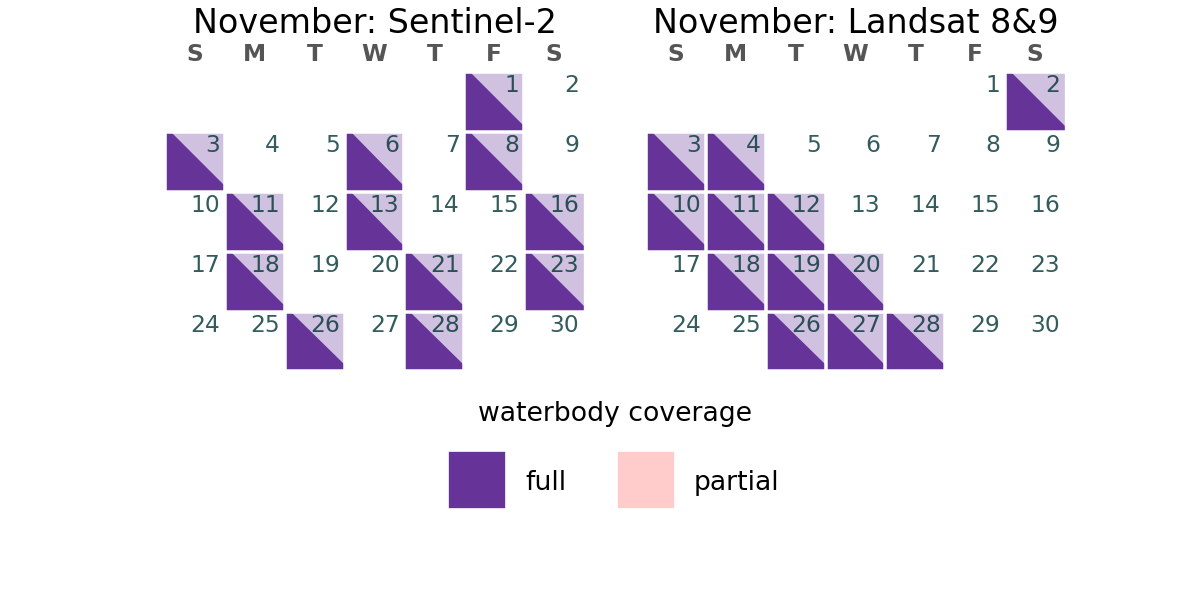 November: Sentinel-2
S M T W T F S
1 2
3 4 5 6 7 8 9
10 11 12 13 14 15 16
17 18 19 20 21 22 23
24 25 26 27 28 29 30
November: Landsat 8&9
S M T W T F S
1 2
3 4 5 6 7 8 9
10 11 12 13 14 15 16
17 18 19 20 21 22 23
24 25 26 27 28 29 30
waterbody coverage
full partial